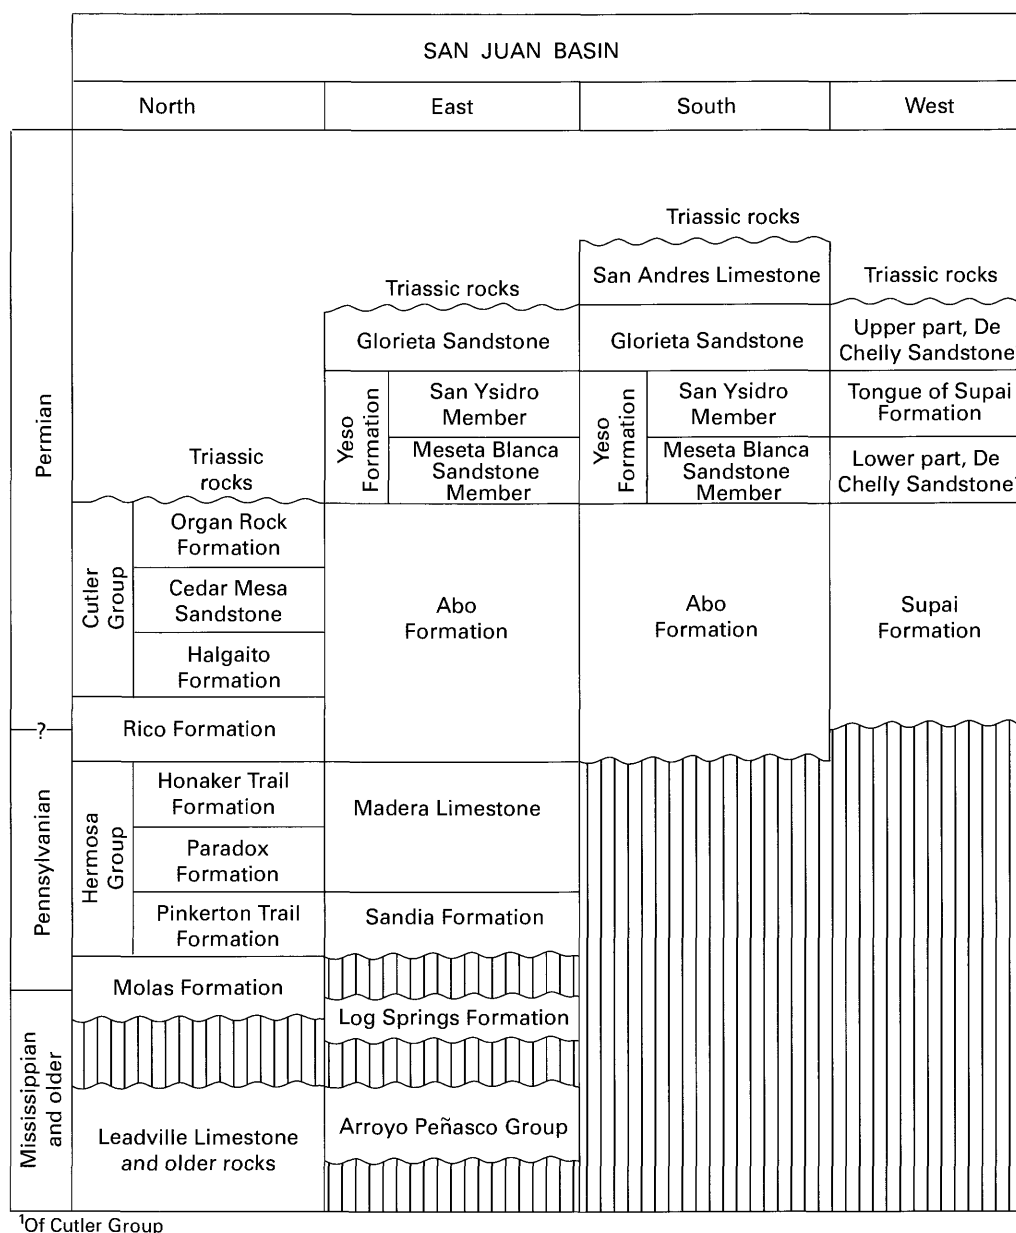 SAN JUAN BASIN
North
East
South
West
Permian
?
Pennsylvanian
Mississippian
and older
Triassic
rocks
Cutler
Group
Organ Rock
Formation
Cedar Mesa
Sandstone
Halgaito
Formation
Rico Formation
Hermosa
Group
Honaker Trail
Formation
Paradox
Formation
Pinkerton Trail
Formation
Molas Formation
Leadville Limestone
and older rocks
Triassic rocks
Glorieta Sandstone
Yeso
Formation
San Ysidro
Member
Meseta Blanca
Sandstone
Member
Abo
Formation
Madera Limestone
Sandia Formation
Log Springs Formation
Arroyo Peñasco Group
Triassic rocks
San Andres Limestone
Glorieta Sandstone
Yeso
Formation
San Ysidro
Member
Meseta Blanca
Sandstone
Member
Abo
Formation
Triassic rocks
Upper part, De
Chelly Sandstone
Tongue of Supai
Formation
Lower part, De
Chelly Sandstone
Supai
Formation
¹Of Cutler Group